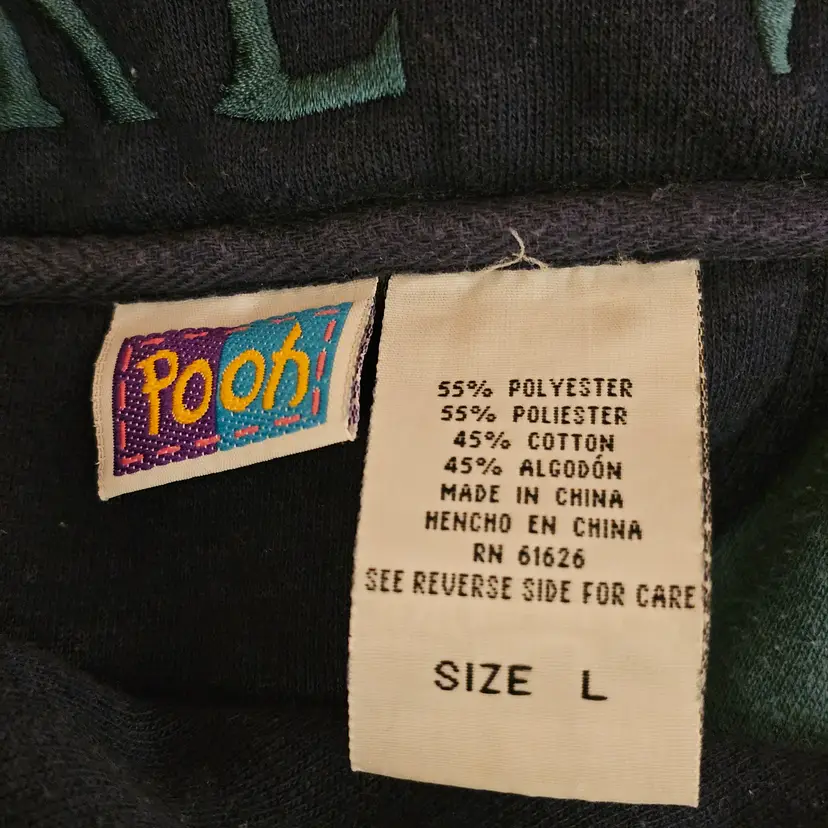 Pooh
55% POLYESTER
55% POLIESTER
45% COTTON
45% ALGODÓN
MADE IN CHINA
HENCHO EN CHINA
RN 61626
SEE REVERSE SIDE FOR CARE
SIZE L